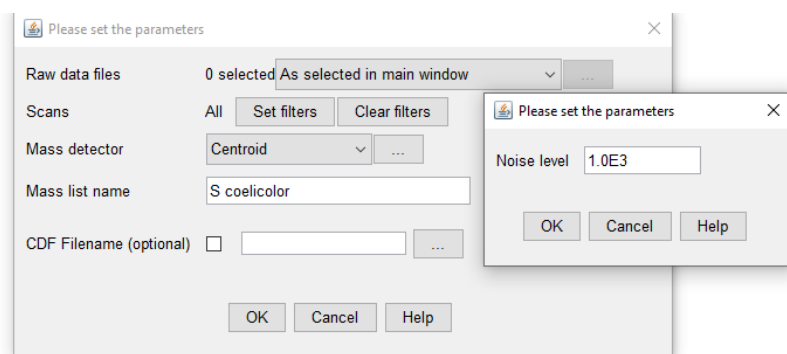 Please set the parameters
Raw data files 0 selected As selected in main window ...
Scans All Set filters Clear filters
Mass detector Centroid ...
Mass list name S coelicolor
CDF Filename (optional) ...
OK Cancel Help
Please set the parameters
Noise level 1.0E3
OK Cancel Help